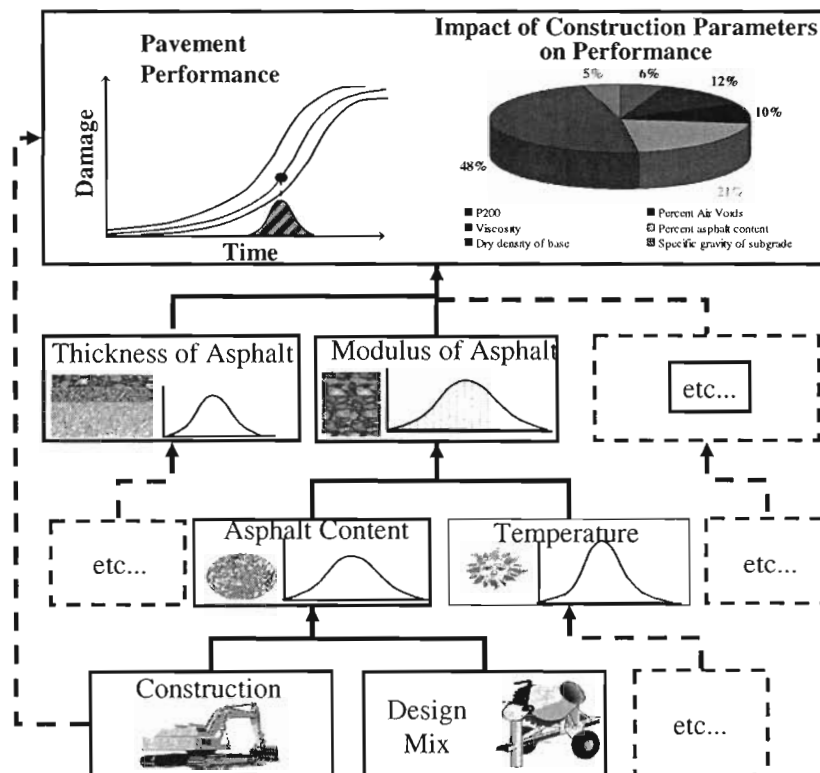 Pavement
Performance
Damage
Time
Impact of Construction Parameters
on Performance
5%
6%
12%
10%
48%
21%
P200
Percent Air Voids
Viscosity
Percent asphalt content
Dry density of base
Specific gravity of subgrade
Thickness of Asphalt
Modulus of Asphalt
etc...
etc...
Asphalt Content
Temperature
etc...
Construction
Design
Mix
etc...